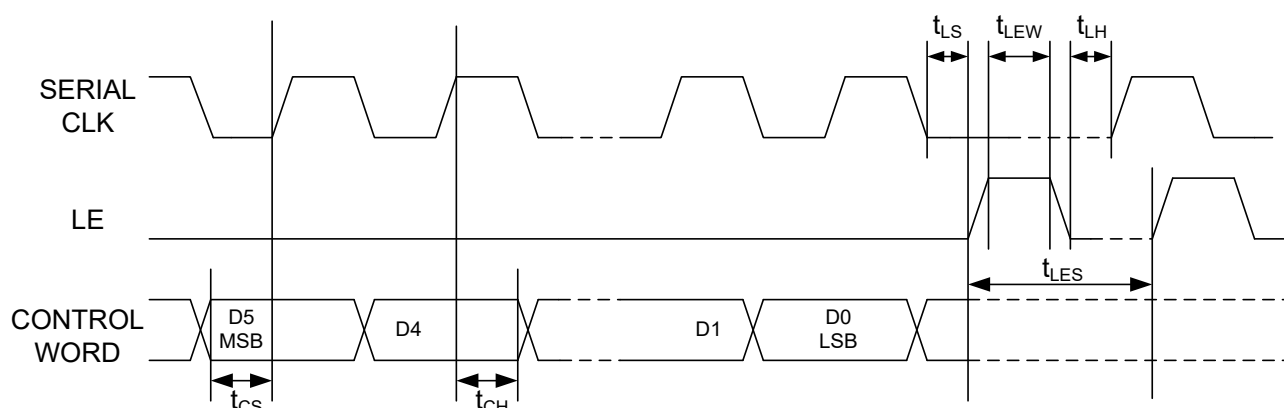 tLS tLEW tLH
SERIAL
CLK
LE
tLES
CONTROL
WORD
D5
MSB
D4
D1
D0
LSB
tCS tCH